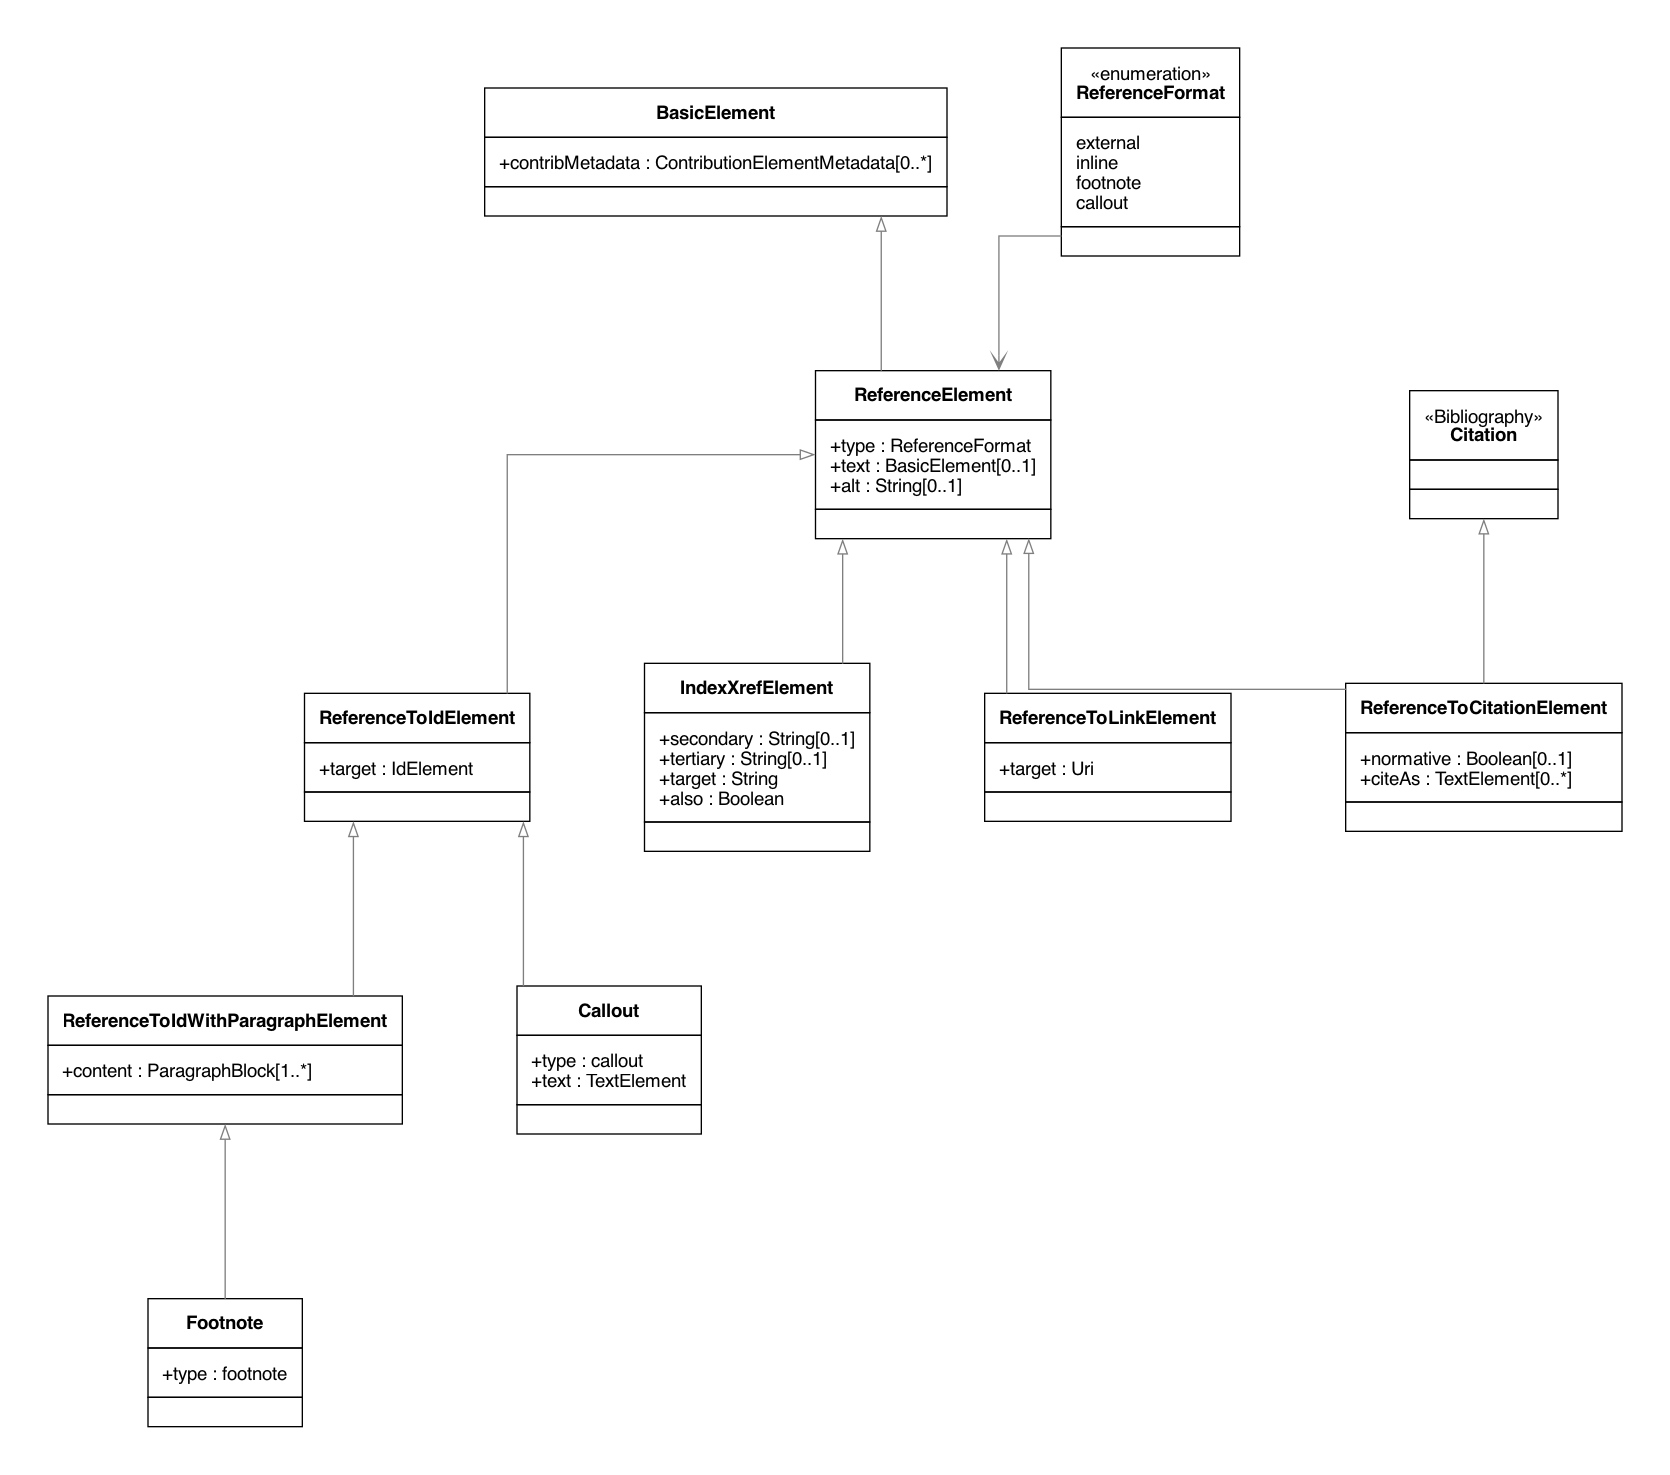 «enumeration»
ReferenceFormat
external
inline
footnote
callout
BasicElement
+contribMetadata : ContributionElementMetadata[0..*]
ReferenceElement
+type : ReferenceFormat
+text : BasicElement[0..1]
+alt : String[0..1]
«Bibliography»
Citation
ReferenceToIdElement
+target : IdElement
IndexXrefElement
+secondary : String[0..1]
+tertiary : String[0..1]
+target : String
+also : Boolean
ReferenceToLinkElement
+target : Uri
ReferenceToCitationElement
+normative : Boolean[0..1]
+citeAs : TextElement[0..*]
ReferenceToIdWithParagraphElement
+content : ParagraphBlock[1..*]
Callout
+type : callout
+text : TextElement
Footnote
+type : footnote